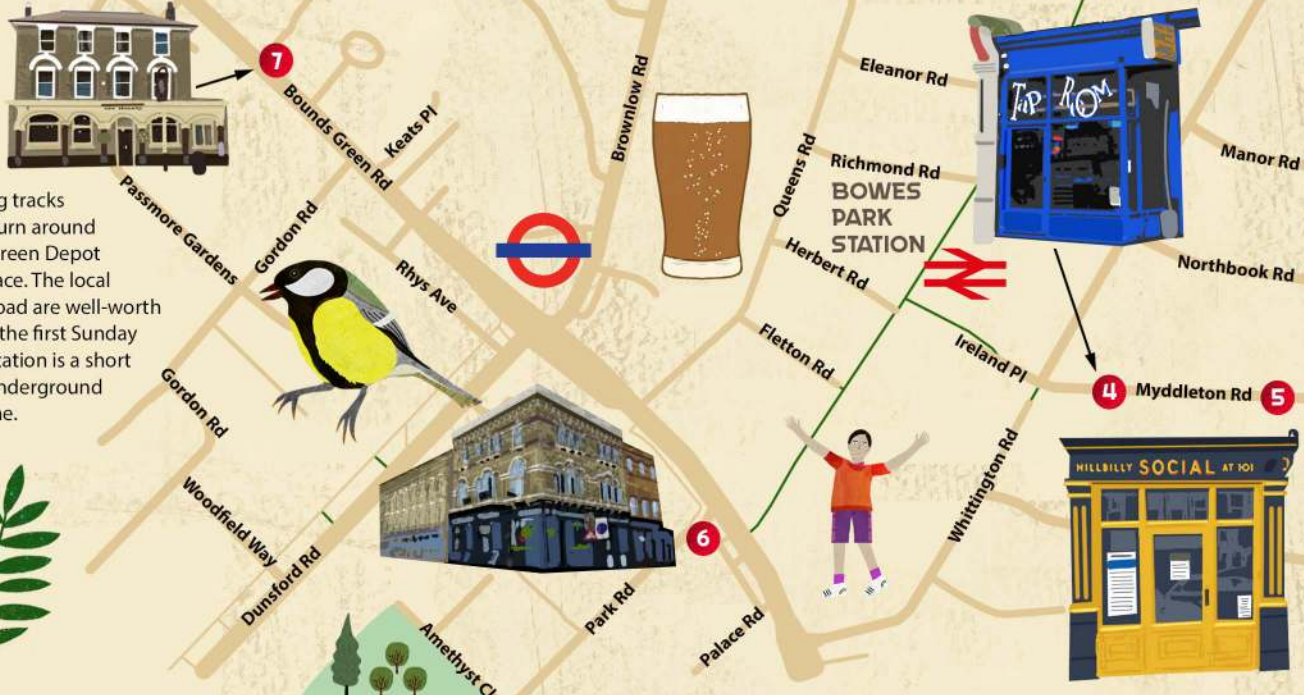 7
Bounds Green Rd
Keats Pl
Brownlow Rd
Eleanor Rd
TAP ROOM
Manor Rd
Queens Rd
Richmond Rd
BOWES
PARK
STATION
Passmore Gardens
Gordon Rd
g tracks
urn around
reen Depot
ace. The local
oad are well-worth
the first Sunday
tation is a short
nderground
ne.
Rhys Ave
Herbert Rd
Northbook Rd
Fletton Rd
Ireland Pl
4
Myddleton Rd
5
Gordon Rd
Whittington Rd
HILLBILLY SOCIAL AT 101
Woodfield Way
Dunsford Rd
6
Park Rd
Palace Rd
Amethyst Cl